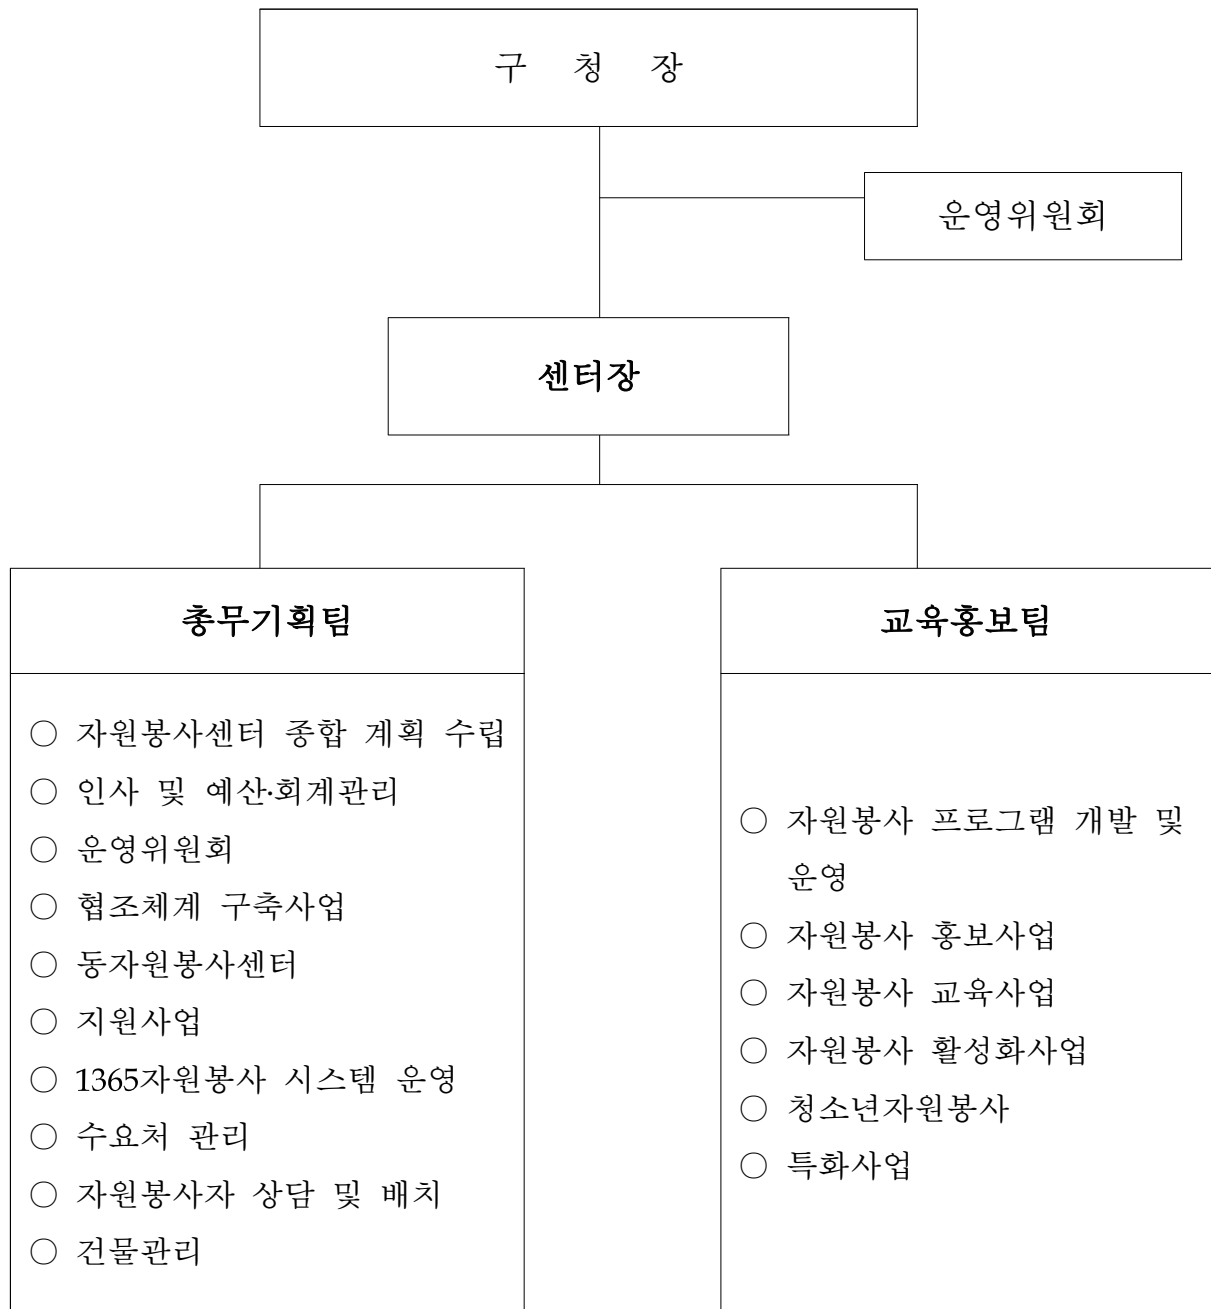 구 청 장
운영위원회
센터장
총무기획팀
○ 자원봉사센터 종합 계획 수립
○ 인사 및 예산·회계관리
○ 운영위원회
○ 협조체계 구축사업
○ 동자원봉사센터
○ 지원사업
○ 1365자원봉사 시스템 운영
○ 수요처 관리
○ 자원봉사자 상담 및 배치
○ 건물관리
교육홍보팀
○ 자원봉사 프로그램 개발 및
운영
○ 자원봉사 홍보사업
○ 자원봉사 교육사업
○ 자원봉사 활성화사업
○ 청소년자원봉사
○ 특화사업